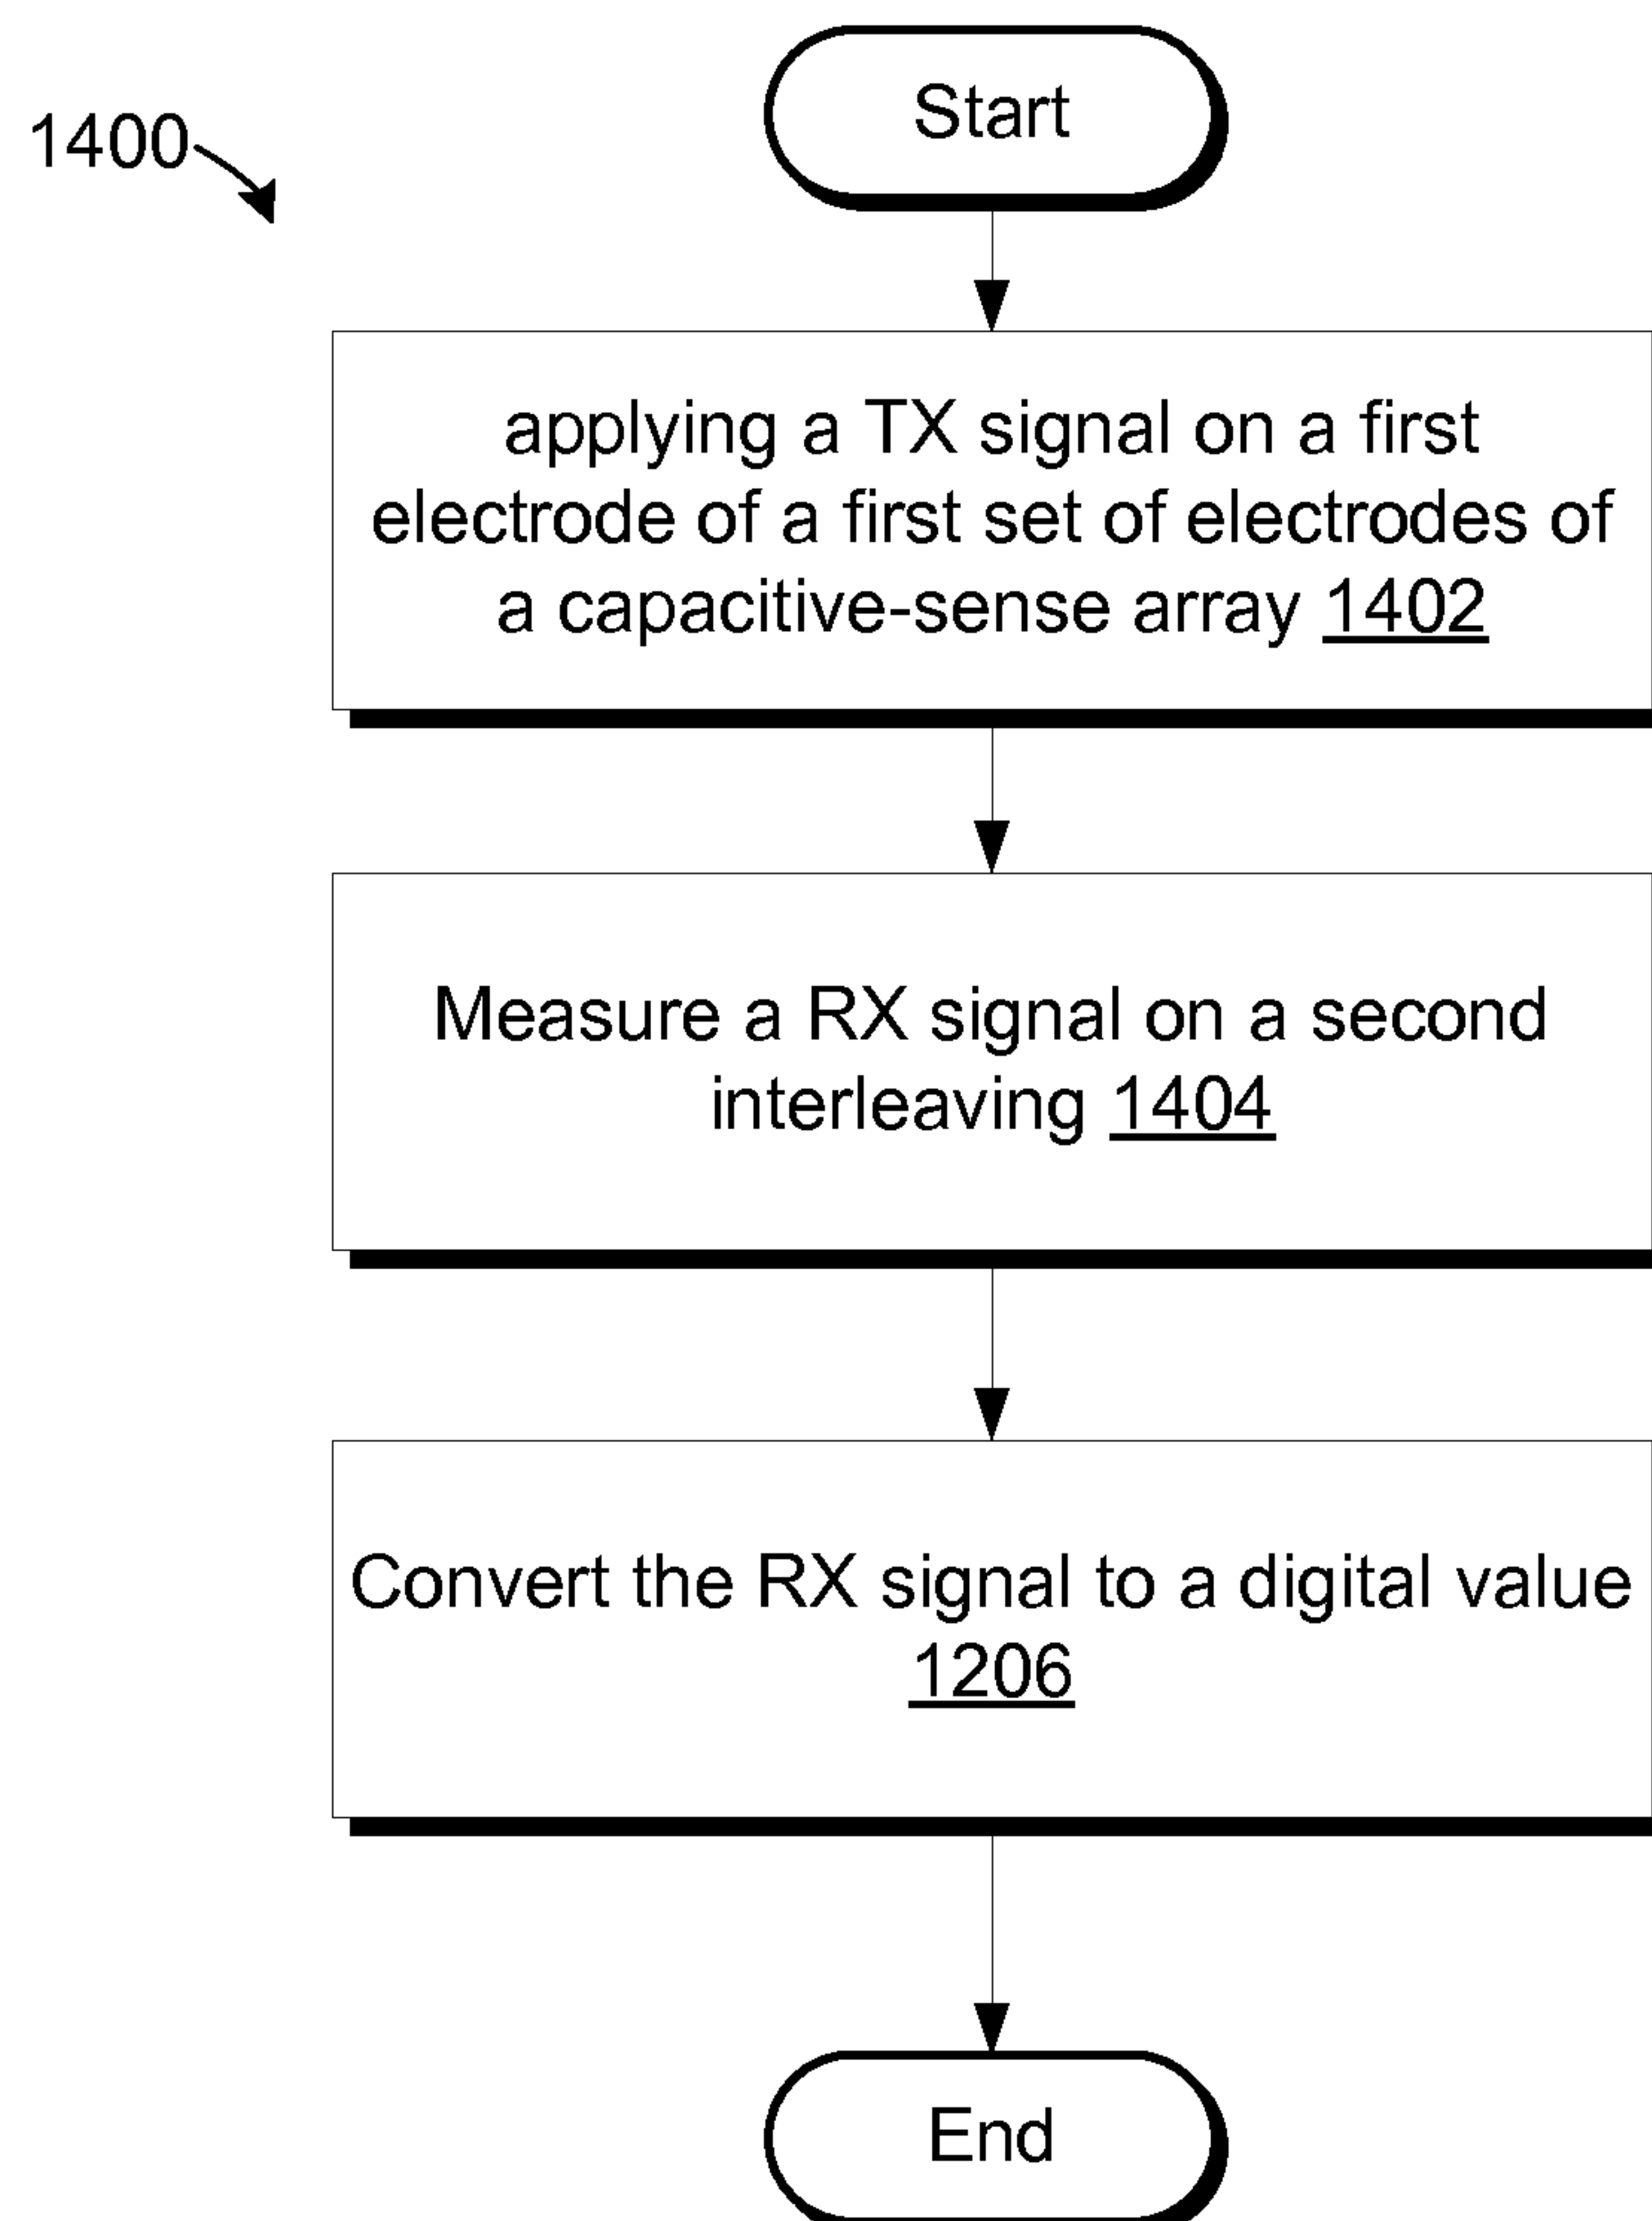 Start
1400
applying a TX signal on a first
electrode of a first set of electrodes of
a capacitive-sense array 1402
Measure a RX signal on a second
interleaving 1404
Convert the RX signal to a digital value
1206
End